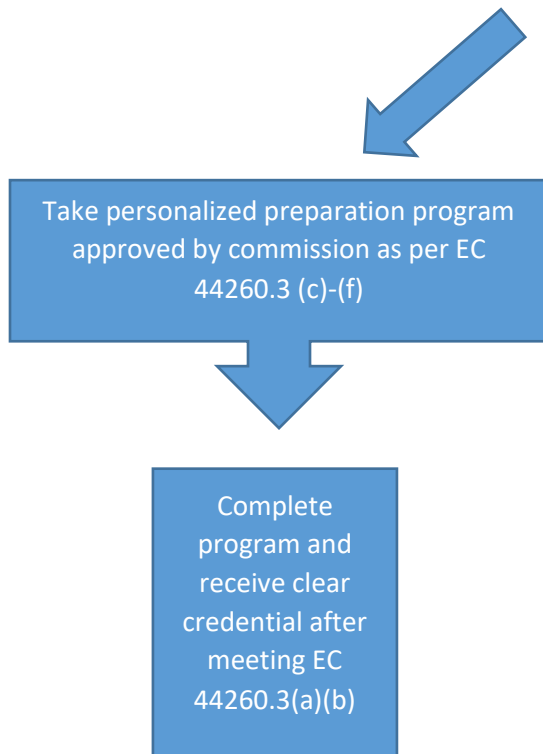 Take personalized preparation program
approved by commission as per EC
44260.3 (c)-(f)
Complete
program and
receive clear
credential after
meeting EC
44260.3(a)(b)